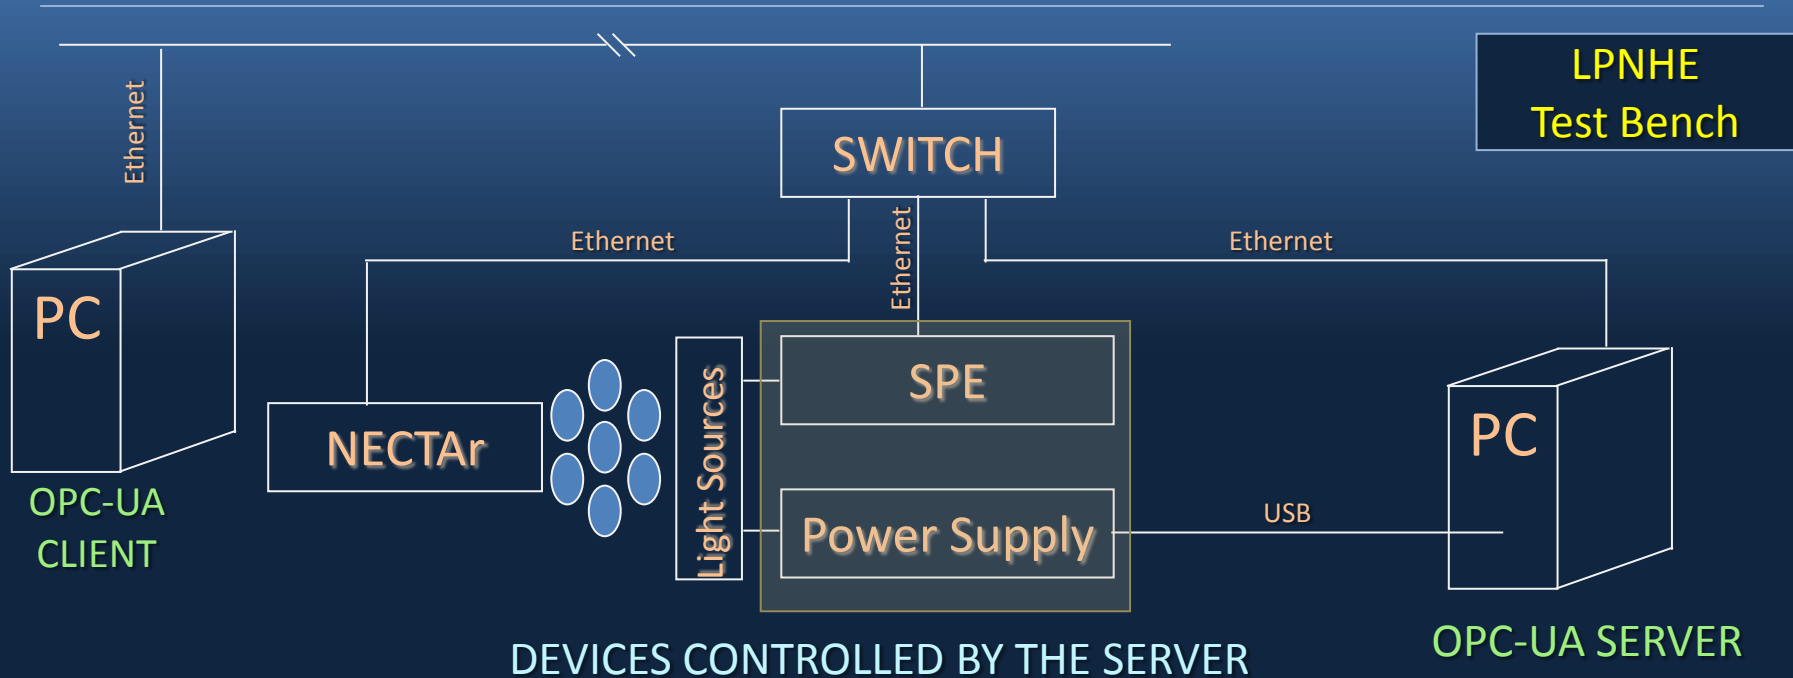 LPNHE
Test Bench
Ethernet
SWITCH
Ethernet
Ethernet
Ethernet
PC
SPE
NECTAr
Light Sources
PC
Power Supply
USB
OPC-UA
CLIENT
OPC-UA SERVER
DEVICES CONTROLLED BY THE SERVER